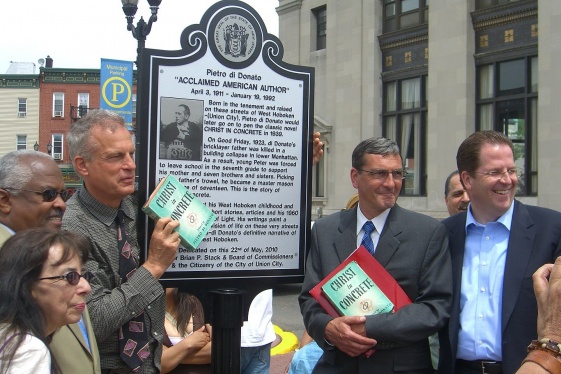 Municipal
Parking
P
Pietro di Donato
"ACCLAIMED AMERICAN AUTHOR"
April 3, 1911 - January 19, 1992
Born in the tenement and raised
on these streets of West Hoboken
(Union City), Pietro di Donato would
later go on to pen the classic novel
CHRIST IN CONCRETE in 1939.
On Good Friday, 1923, di Donato's
bricklayer father was killed in a
building collapse in lower Manhattan.
As a result, young Peter was forced
to leave school in the seventh grade to support
his mother and seven brothers and sisters. Picking
father's trowel, he became a master mason
of seventeen. This is the story of
CONCRETE.
his West Hoboken childhood and
short stories, articles and his 1960
of Light. His writings paint a
vision of life on these very streets
di Donato's definitive narrative of
West Hoboken.
Dedicated on this 22nd of May, 2010
Brian P. Stack & Board of Commissioners
& the Citizenry of the City of Union City.
CHRIST
in
CONCRETE
CHRIST
in
CONCRETE